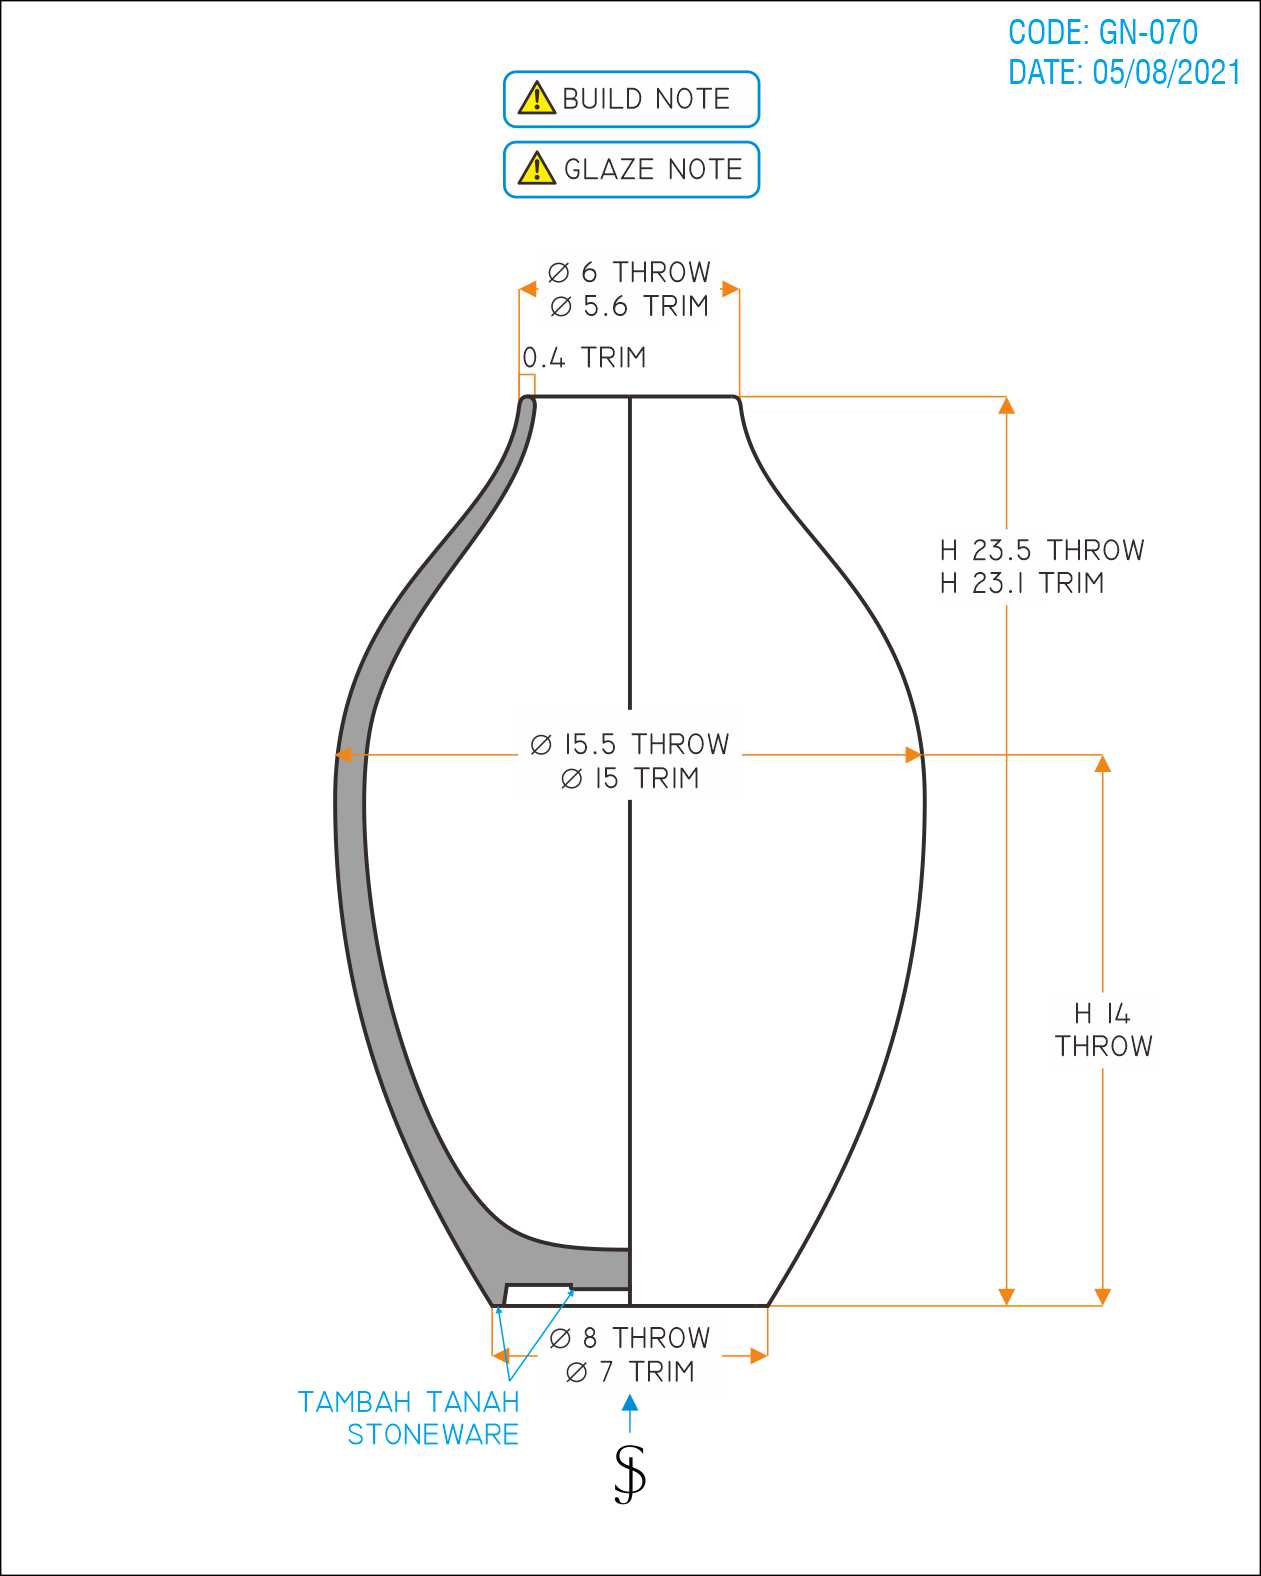 CODE: GN-070
DATE: 05/08/2021
BUILD NOTE
GLAZE NOTE
Ø 6 THROW
Ø 5.6 TRIM
0.4 TRIM
H 23.5 THROW
H 23.1 TRIM
Ø 15.5 THROW
Ø 15 TRIM
H 14
THROW
Ø 8 THROW
Ø 7 TRIM
TAMBAH TANAH
STONEWARE